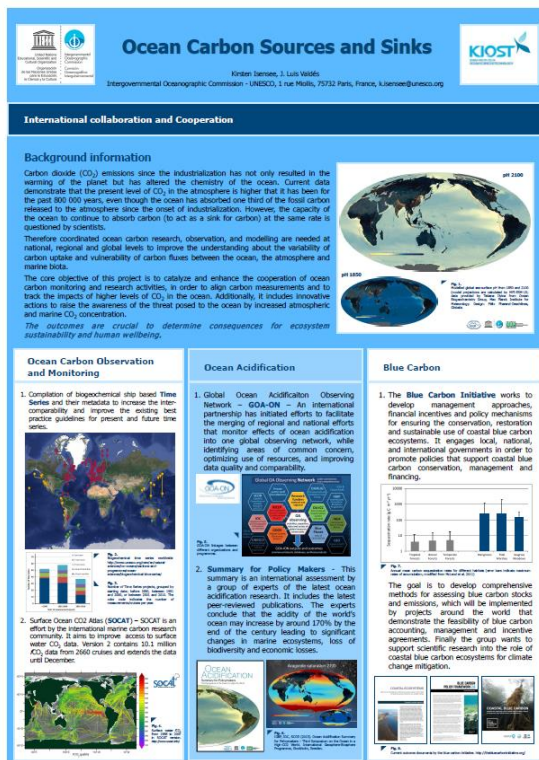 Ocean Carbon Sources and Sinks
KIOST
Kirsten Isensee, J. Luis Valdés
Intergovernmental Oceanographic Commission - UNESCO, 1 rue Miollis, 75732 Paris, France, k.isensee@unesco.org
International collaboration and Cooperation
Background information
Carbon dioxide (CO2) emissions since the industrialization has not only resulted in the
warming of the planet but has altered the chemistry of the ocean. Current data
demonstrate that the present level of CO2 in the atmosphere is higher that it has been for
the past 800 000 years, even though the ocean has absorbed one third of the fossil carbon
released to the atmosphere since the onset of industrialization. However, the capacity of
the ocean to continue to absorb carbon (to act as a sink for carbon) at the same rate is
questioned by scientists.
Therefore coordinated ocean carbon research, observation, and modelling are needed at
national, regional and global levels to improve the understanding about the variability of
carbon uptake and vulnerability of carbon fluxes between the ocean, the atmosphere and
marine biota.
The core objective of this project is to catalyze and enhance the cooperation of ocean
carbon monitoring and research activities, in order to align carbon measurements and to
track the impacts of higher levels of CO2 in the ocean. Additionally, it includes innovative
actions to raise the awareness of the threat posed to the ocean by increased atmospheric
and marine CO2 concentration.
The outcomes are crucial to determine consequences for ecosystem
sustainability and human wellbeing.
pH 2100
pH 1850
Ocean Carbon Observation
and Monitoring
1. Compilation of biogeochemical ship based Time
Series and their metadata to increase the inter-
comparability and improve the existing best
practice guidelines for present and future time
series.
2. Surface Ocean CO2 Atlas (SOCAT) – SOCAT is an
effort by the international marine carbon research
community. It aims to improve access to surface
water CO2 data. Version 2 contains 10.1 million
fCO2 data from 2660 cruises and extends the data
until December.
SOCAT
Ocean Acidification
1. Global Ocean Acidificaiton Observing
Network – GOA-ON – An international
partnership has initiated efforts to facilitate
the merging of regional and national efforts
that monitor effects of ocean acidification
into one global observing network, while
identifying areas of common concern,
optimizing use of resources, and improving
data quality and comparability.
GOA-ON
Global OA Observing Network
2. Summary for Policy Makers - This
summary is an international assessment by
a group of experts of the latest ocean
acidification research. It includes the latest
peer-reviewed publications. The experts
conclude that the acidity of the world's
ocean may increase by around 170% by the
end of the century leading to significant
changes in marine ecosystems, loss of
biodiversity and economic losses.
OCEAN
ACIDIFICATION
Blue Carbon
1. The Blue Carbon Initiative works to
develop management approaches,
financial incentives and policy mechanisms
for ensuring the conservation, restoration
and sustainable use of coastal blue carbon
ecosystems. It engages local, national,
and international governments in order to
promote policies that support coastal blue
carbon conservation, management and
financing.
The goal is to develop comprehensive
methods for assessing blue carbon stocks
and emissions, which will be implemented
by projects around the world that
demonstrate the feasibility of blue carbon
accounting, management and incentive
agreements. Finally the group wants to
support scientific research into the role of
coastal blue carbon ecosystems for climate
change mitigation.